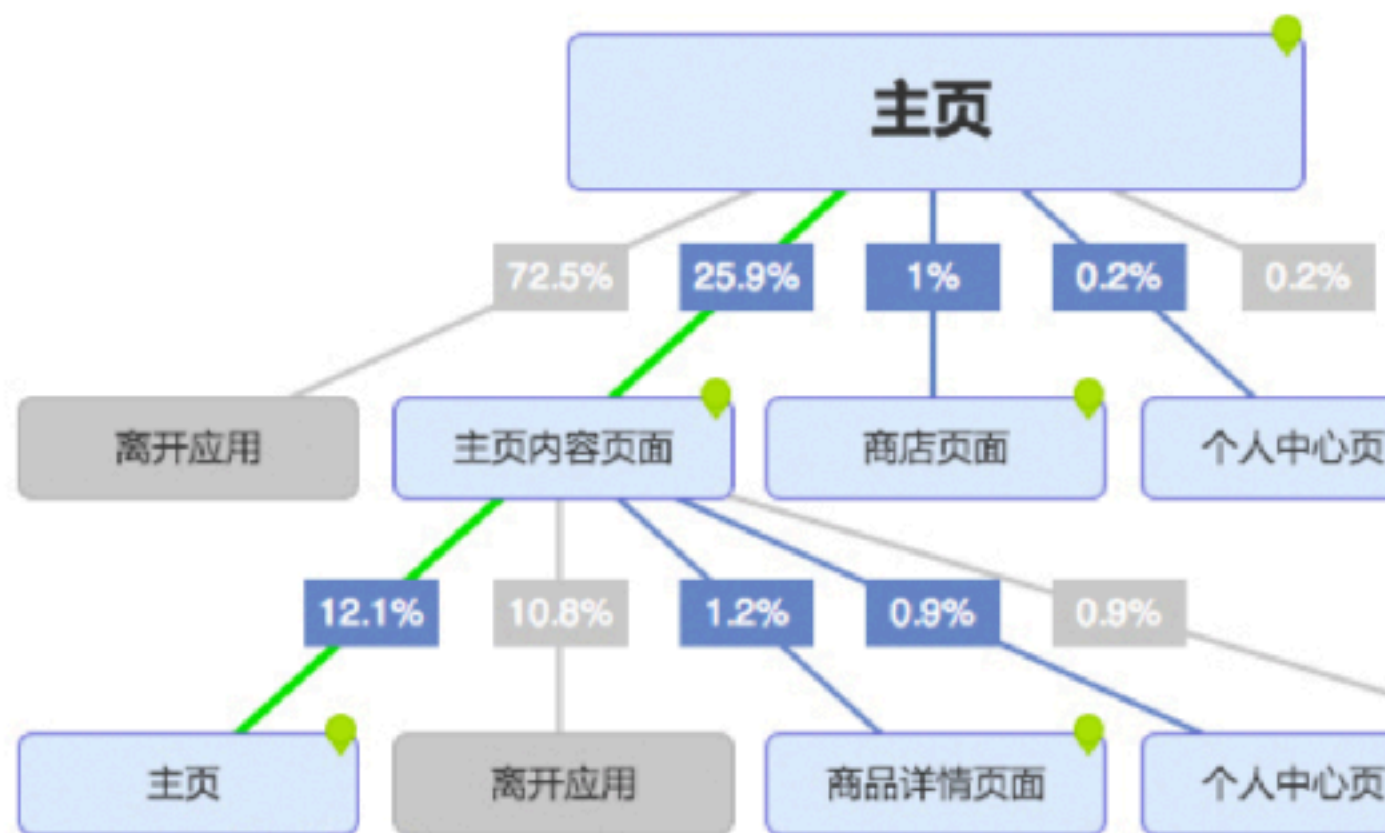 主页
72.5% 25.9% 1% 0.2% 0.2%
离开应用 主页内容页面 商店页面 个人中心页
12.1% 10.8% 1.2% 0.9% 0.9%
主页 离开应用 商品详情页面 个人中心页